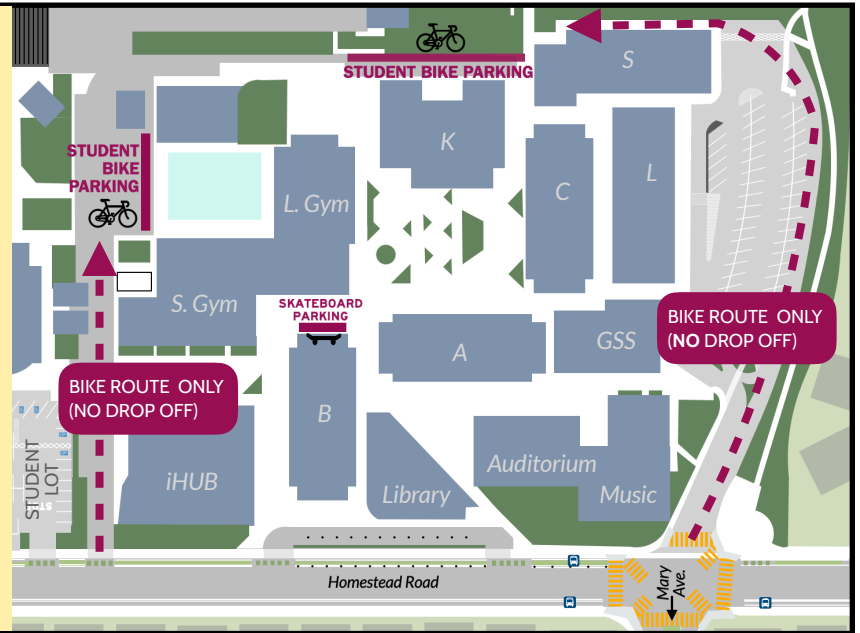 S
STUDENT BIKE PARKING
K
STUDENT
BIKE
PARKING
L
C
L. Gym
S. Gym
SKATEBOARD
PARKING
BIKE ROUTE ONLY
(NO DROP OFF)
GSS
A
BIKE ROUTE ONLY
(NO DROP OFF)
B
STUDENT
LOT
iHUB
Library
Auditorium
Music
Homestead Road
Mary
Ave.